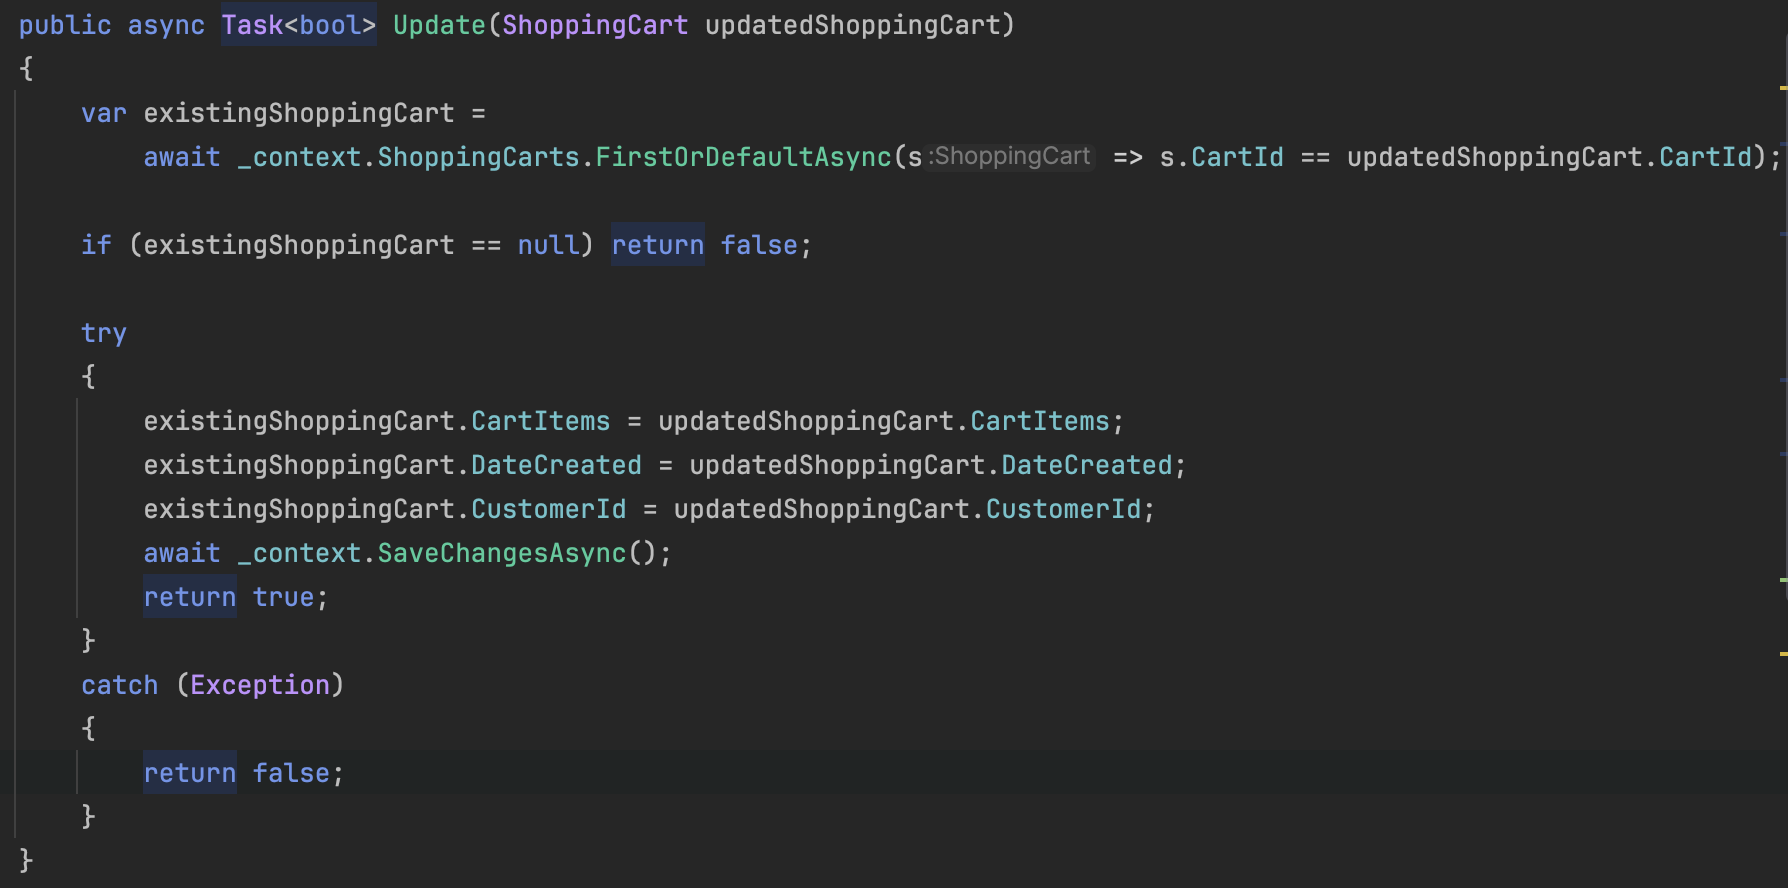 public async Task<bool> Update(ShoppingCart updatedShoppingCart)
{
    var existingShoppingCart =
        await _context.ShoppingCarts.FirstOrDefaultAsync(s :ShoppingCart => s.CartId == updatedShoppingCart.CartId);
    if (existingShoppingCart == null) return false;
    try
    {
        existingShoppingCart.CartItems = updatedShoppingCart.CartItems;
        existingShoppingCart.DateCreated = updatedShoppingCart.DateCreated;
        existingShoppingCart.CustomerId = updatedShoppingCart.CustomerId;
        await _context.SaveChangesAsync();
        return true;
    }
    catch (Exception)
    {
        return false;
    }
}